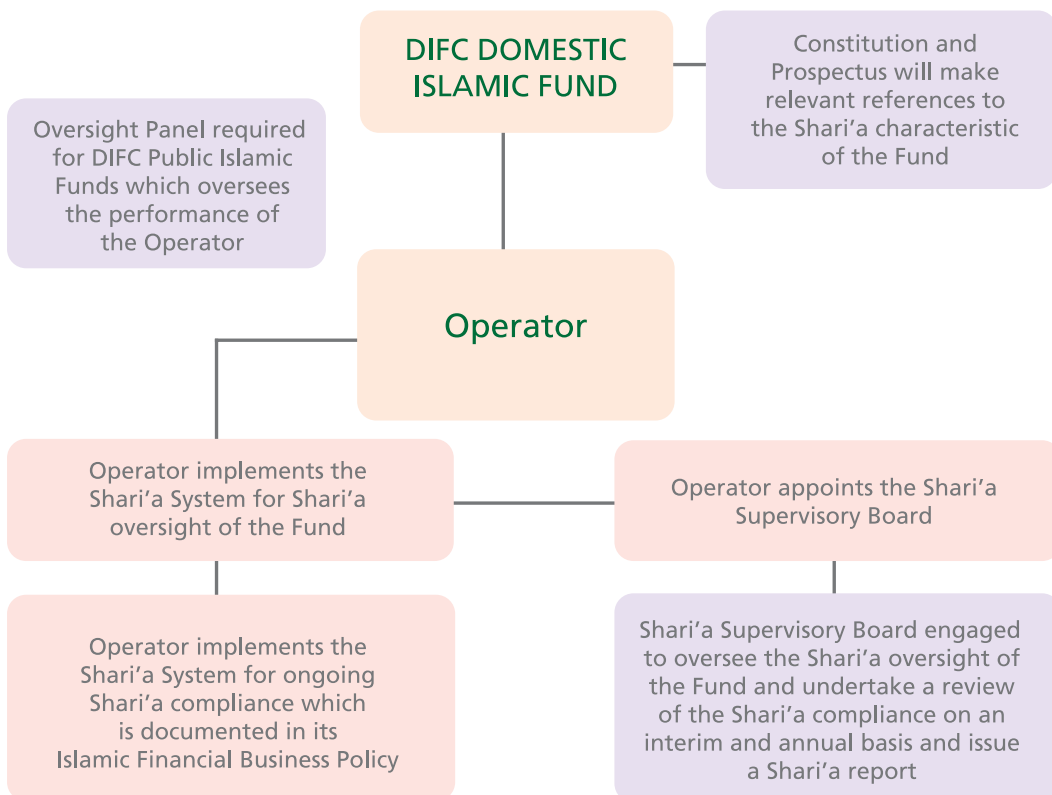 DIFC DOMESTIC
ISLAMIC FUND
Constitution and
Prospectus will make
relevant references to
the Shari'a characteristic
of the Fund
Oversight Panel required
for DIFC Public Islamic
Funds which oversees
the performance of
the Operator
Operator
Operator implements the
Shari'a System for Shari'a
oversight of the Fund
Operator appoints the Shari'a
Supervisory Board
Operator implements the
Shari'a System for ongoing
Shari'a compliance which
is documented in its
Islamic Financial Business Policy
Shari'a Supervisory Board engaged
to oversee the Shari'a oversight of
the Fund and undertake a review
of the Shari'a compliance on an
interim and annual basis and issue
a Shari'a report